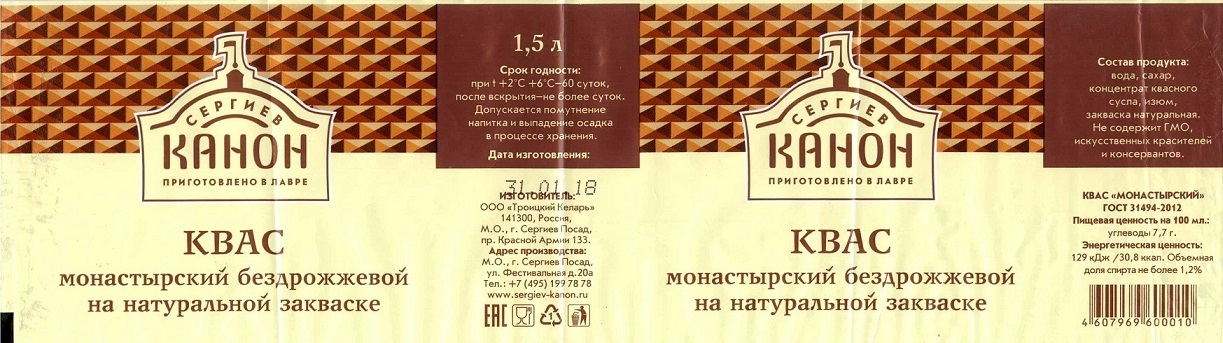 СЕРГИЕВ
КАНОН
ПРИГОТОВЛЕНО В ЛАВРЕ
КВАС
монастырский бездрожжевой
на натуральной закваске
1,5 л
Срок годности:
при t +2°С +6°С–60 суток,
после вскрытия–не более суток.
Допускается помутнение
напитка и выпадение осадка
в процессе хранения.
Дата изготовления:
31.01.18
ИЗГОТОВИТЕЛЬ:
ООО «Троицкий Келарь»
141300, Россия,
М.О., г. Сергиев Посад,
пр. Красной Армии 133.
Адрес производства:
М.О., г. Сергиев Посад,
ул. Фестивальная д.20а
Тел.: +7 (495) 199 78 78
www.sergiev-kanon.ru
EAC
1
СЕРГИЕВ
КАНОН
ПРИГОТОВЛЕНО В ЛАВРЕ
КВАС
монастырский бездрожжевой
на натуральной закваске
Состав продукта:
вода, сахар,
концентрат квасного
сусла, изюм,
закваска натуральная.
Не содержит ГМО,
искусственных красителей
и консервантов.
КВАС «МОНАСТЫРСКИЙ»
ГОСТ 31494-2012
Пищевая ценность на 100 мл.:
углеводы 7,7 г.
Энергетическая ценность:
129 кДж /30,8 ккал. Объемная
доля спирта не более 1,2%
4 607969 600010